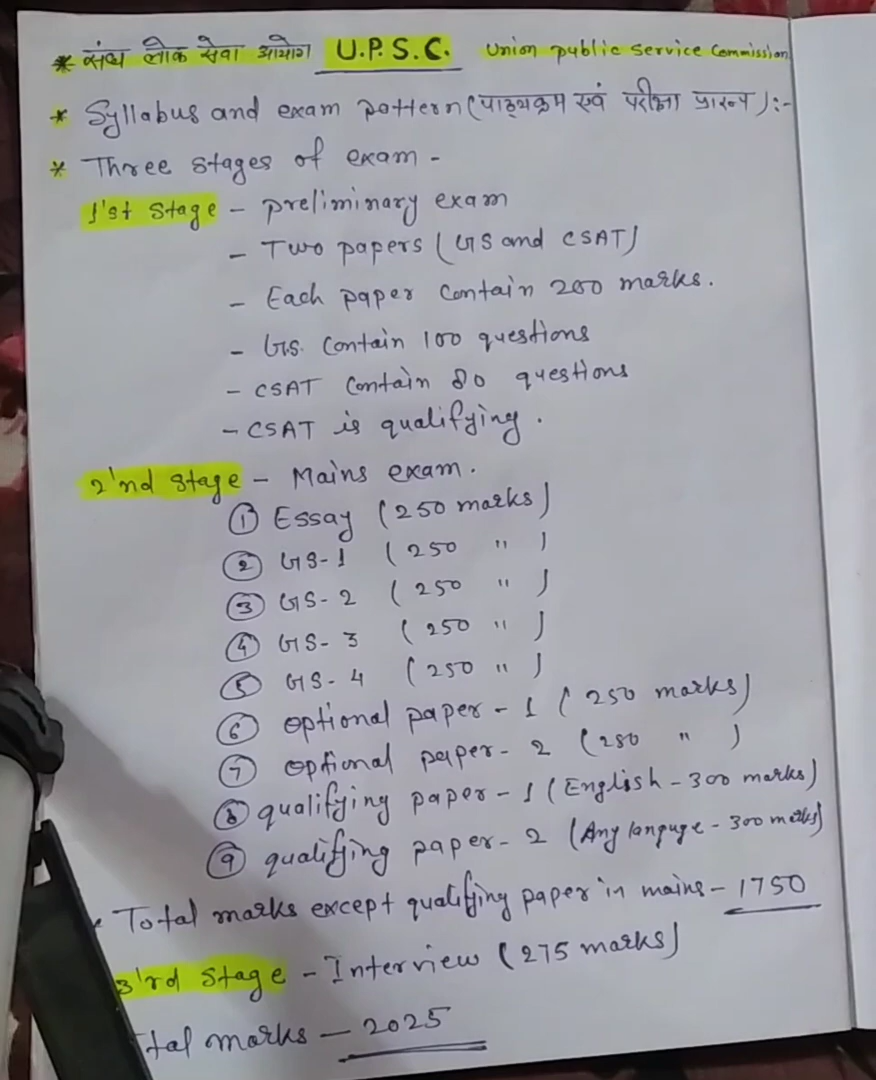 * संघ लोक सेवा आयोग U.P.S.C. Union public service Commission
* Syllabus and exam pattern (पाठ्यक्रम एवं परीक्षा प्रारूप) :-
* Three stages of exam -
1'st stage - preliminary exam
- Two papers (GS and CSAT)
- Each paper contain 200 marks.
- G.S. contain 100 questions
- CSAT contain 80 questions
- CSAT is qualifying.
2'nd stage - Mains exam.
① Essay (250 marks)
② GS-1 (250 ")
③ GS-2 (250 ")
④ GS-3 (250 ")
⑤ GS-4 (250 ")
⑥ optional paper - 1 (250 marks)
⑦ optional paper - 2 (250 ")
⑧ qualifying paper - 1 (English - 300 marks)
⑨ qualifying paper - 2 (Any languge - 300 marks)
* Total marks except qualifying paper in mains - 1750
3'rd stage - Interview (275 marks)
tal marks - 2025